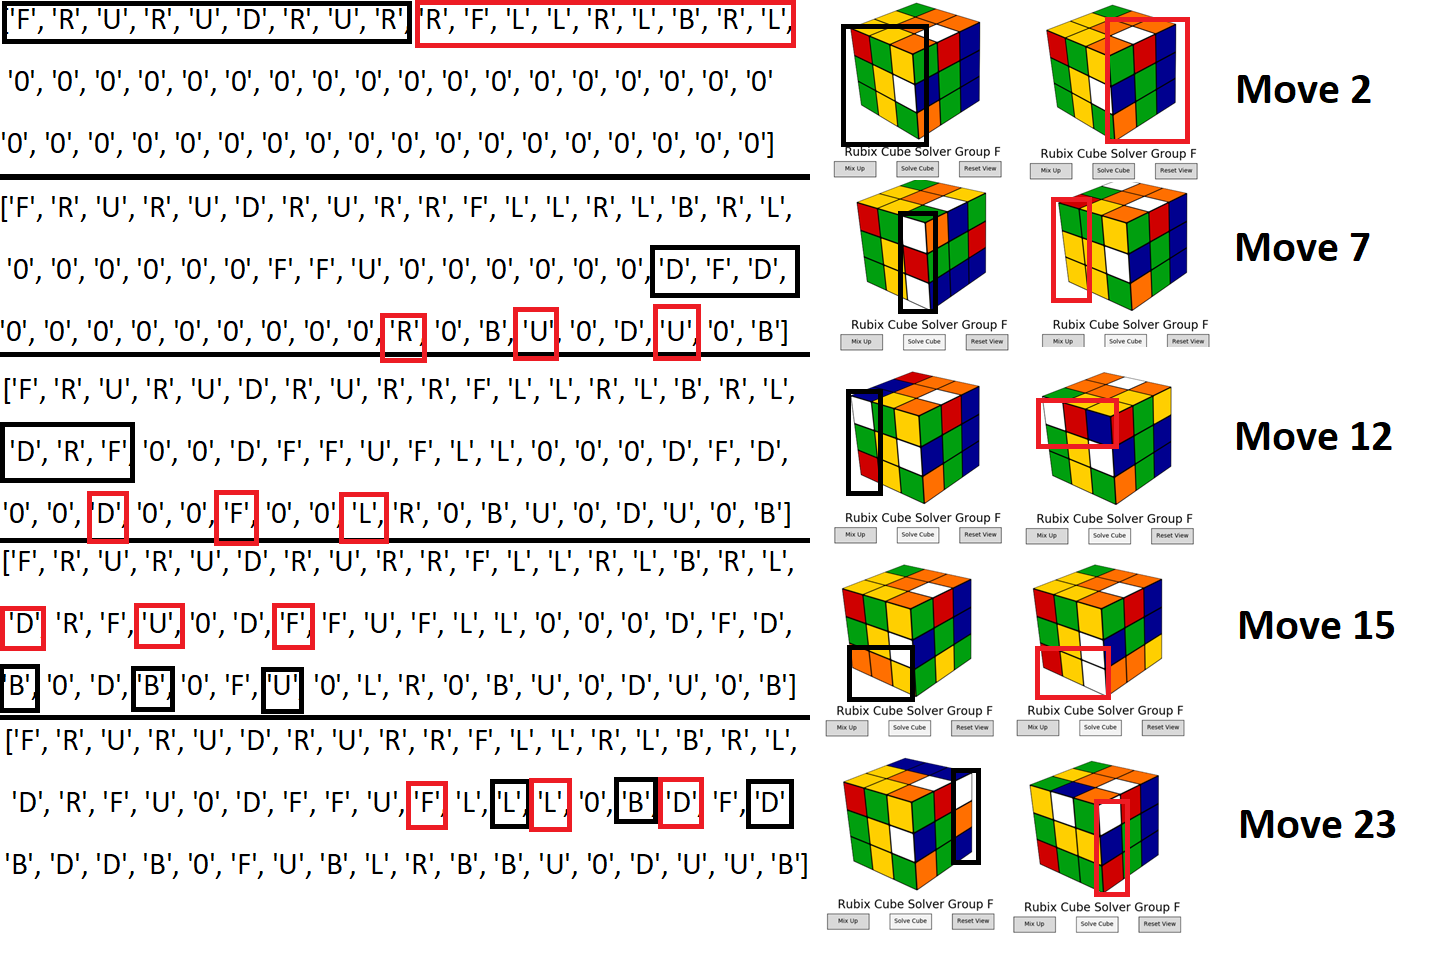 ['F', 'R', 'U', 'R', 'U', 'D', 'R', 'U', 'R', 'R', 'F', 'L', 'L', 'R', 'L', 'B', 'R', 'L',
'0', '0', '0', '0', '0', '0', '0', '0', '0', '0', '0', '0', '0', '0', '0', '0', '0', '0'
'0', '0', '0', '0', '0', '0', '0', '0', '0', '0', '0', '0', '0', '0', '0', '0', '0', '0']
Rubix Cube Solver Group F
Mix Up Solve Cube Reset View
Rubix Cube Solver Group F
Mix Up Solve Cube Reset View
Move 2
['F', 'R', 'U', 'R', 'U', 'D', 'R', 'U', 'R', 'R', 'F', 'L', 'L', 'R', 'L', 'B', 'R', 'L',
'0', '0', '0', '0', '0', '0', 'F', 'F', 'U', '0', '0', '0', '0', '0', '0', 'D', 'F', 'D',
'0', '0', '0', '0', '0', '0', '0', '0', '0', 'R', '0', 'B', 'U', '0', 'D', 'U', '0', 'B']
Rubix Cube Solver Group F
Mix Up Solve Cube Reset View
Rubix Cube Solver Group F
Mix Up Solve Cube Reset View
Move 7
['F', 'R', 'U', 'R', 'U', 'D', 'R', 'U', 'R', 'R', 'F', 'L', 'L', 'R', 'L', 'B', 'R', 'L',
'D', 'R', 'F', '0', '0', 'D', 'F', 'F', 'U', 'F', 'L', 'L', '0', '0', '0', 'D', 'F', 'D',
'0', '0', 'D', '0', '0', 'F', '0', '0', 'L', 'R', '0', 'B', 'U', '0', 'D', 'U', '0', 'B']
Rubix Cube Solver Group F
Mix Up Solve Cube Reset View
Rubix Cube Solver Group F
Mix Up Solve Cube Reset View
Move 12
['F', 'R', 'U', 'R', 'U', 'D', 'R', 'U', 'R', 'R', 'F', 'L', 'L', 'R', 'L', 'B', 'R', 'L',
'D', 'R', 'F', 'U', '0', 'D', 'F', 'F', 'U', 'F', 'L', 'L', '0', '0', '0', 'D', 'F', 'D',
'B', '0', 'D', 'B', '0', 'F', 'U', '0', 'L', 'R', '0', 'B', 'U', '0', 'D', 'U', '0', 'B']
Rubix Cube Solver Group F
Mix Up Solve Cube Reset View
Rubix Cube Solver Group F
Mix Up Solve Cube Reset View
Move 15
['F', 'R', 'U', 'R', 'U', 'D', 'R', 'U', 'R', 'R', 'F', 'L', 'L', 'R', 'L', 'B', 'R', 'L',
'D', 'R', 'F', 'U', '0', 'D', 'F', 'F', 'U', 'F', 'L', 'L', 'L', '0', 'B', 'D', 'F', 'D'
'B', 'D', 'D', 'B', '0', 'F', 'U', 'B', 'L', 'R', 'B', 'B', 'U', '0', 'D', 'U', 'U', 'B']
Rubix Cube Solver Group F
Mix Up Solve Cube Reset View
Rubix Cube Solver Group F
Mix Up Solve Cube Reset View
Move 23